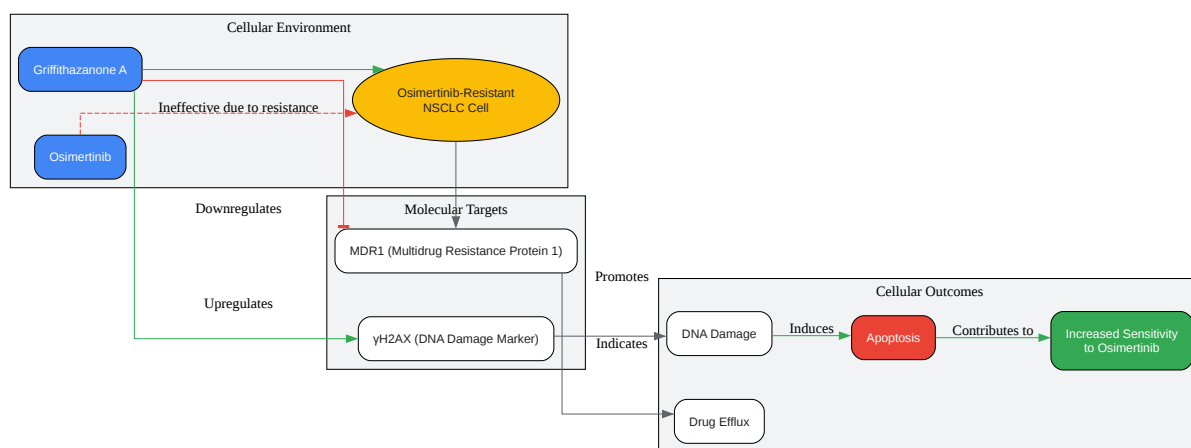 Cellular Environment
Griffithazanone A
Osimertinib-Resistant
NSCLC Cell
Ineffective due to resistance
Osimertinib
Downregulates
Molecular Targets
MDR1 (Multidrug Resistance Protein 1)
Promotes
Cellular Outcomes
Upregulates
γH2AX (DNA Damage Marker)
Indicates
DNA Damage
Induces
Apoptosis
Contributes to
Increased Sensitivity
to Osimertinib
Drug Efflux